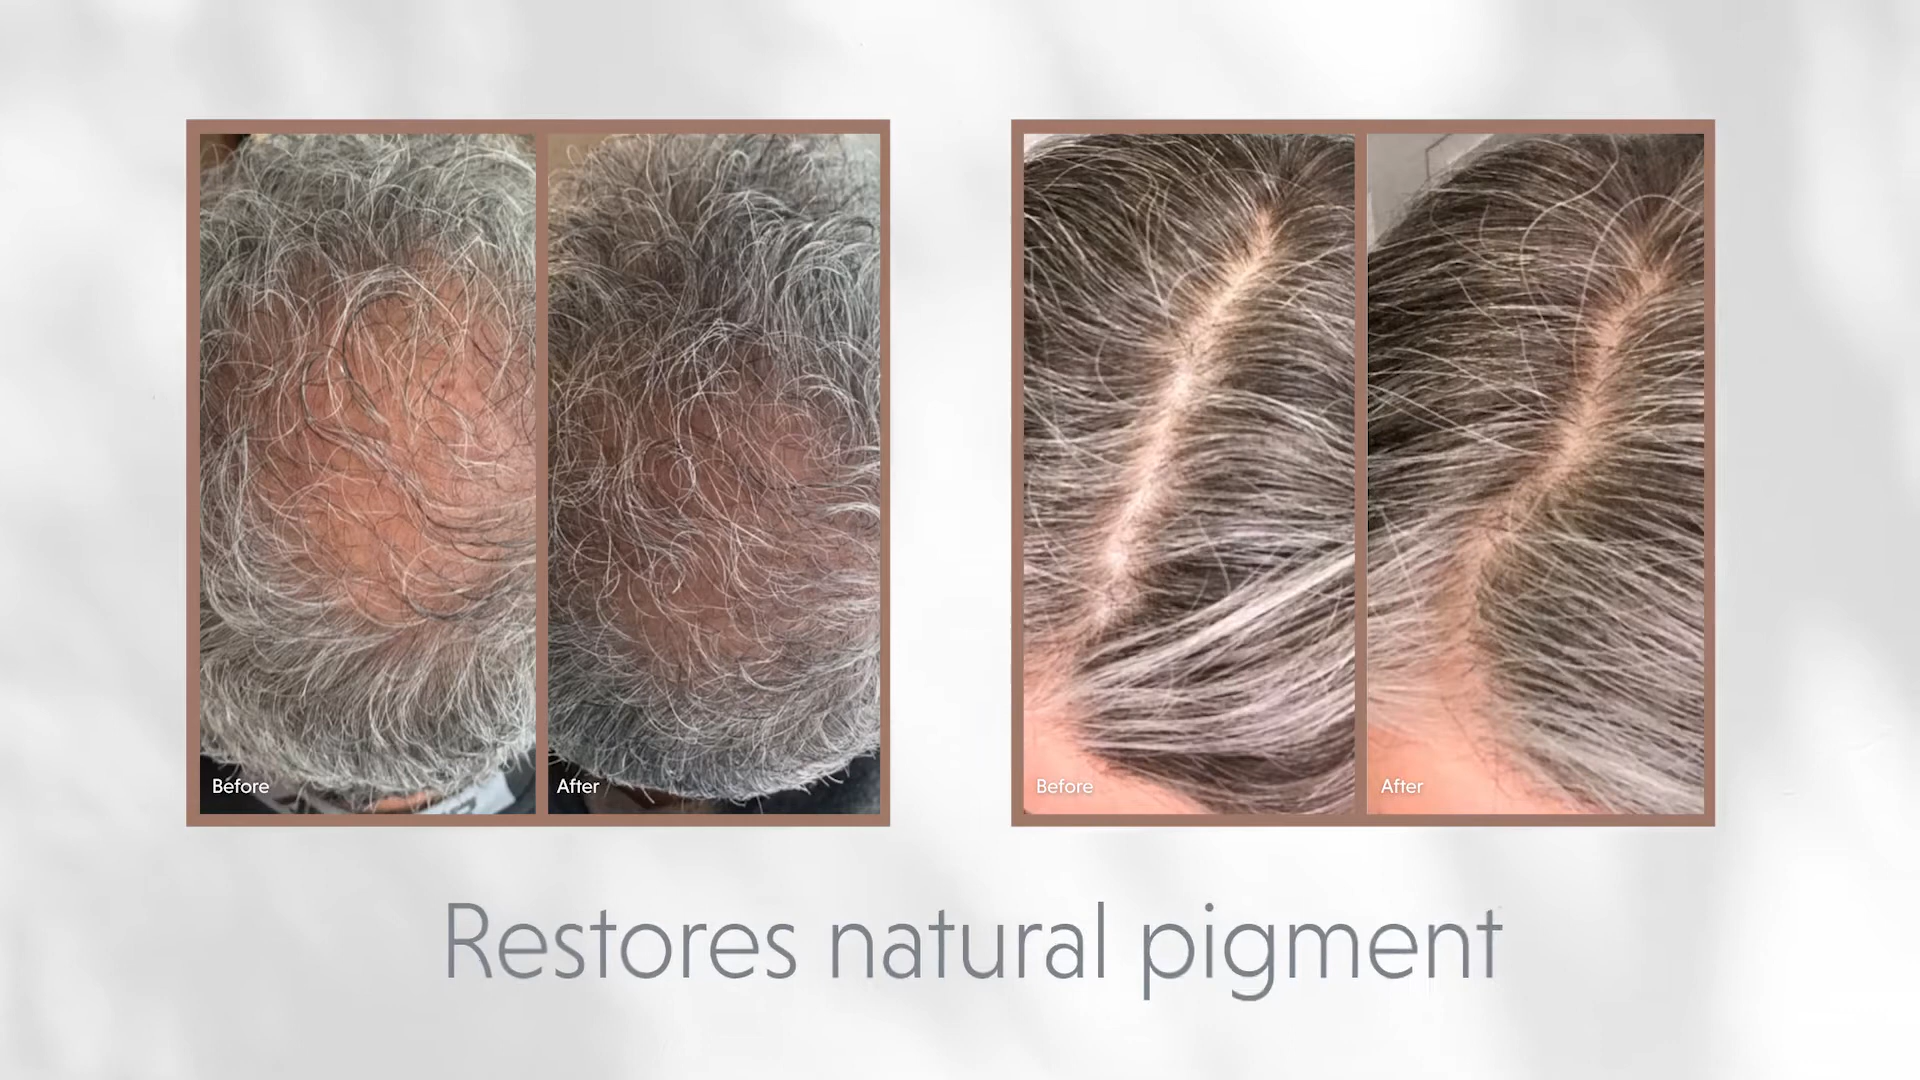 Before
After
Before
After
Restores natural pigment